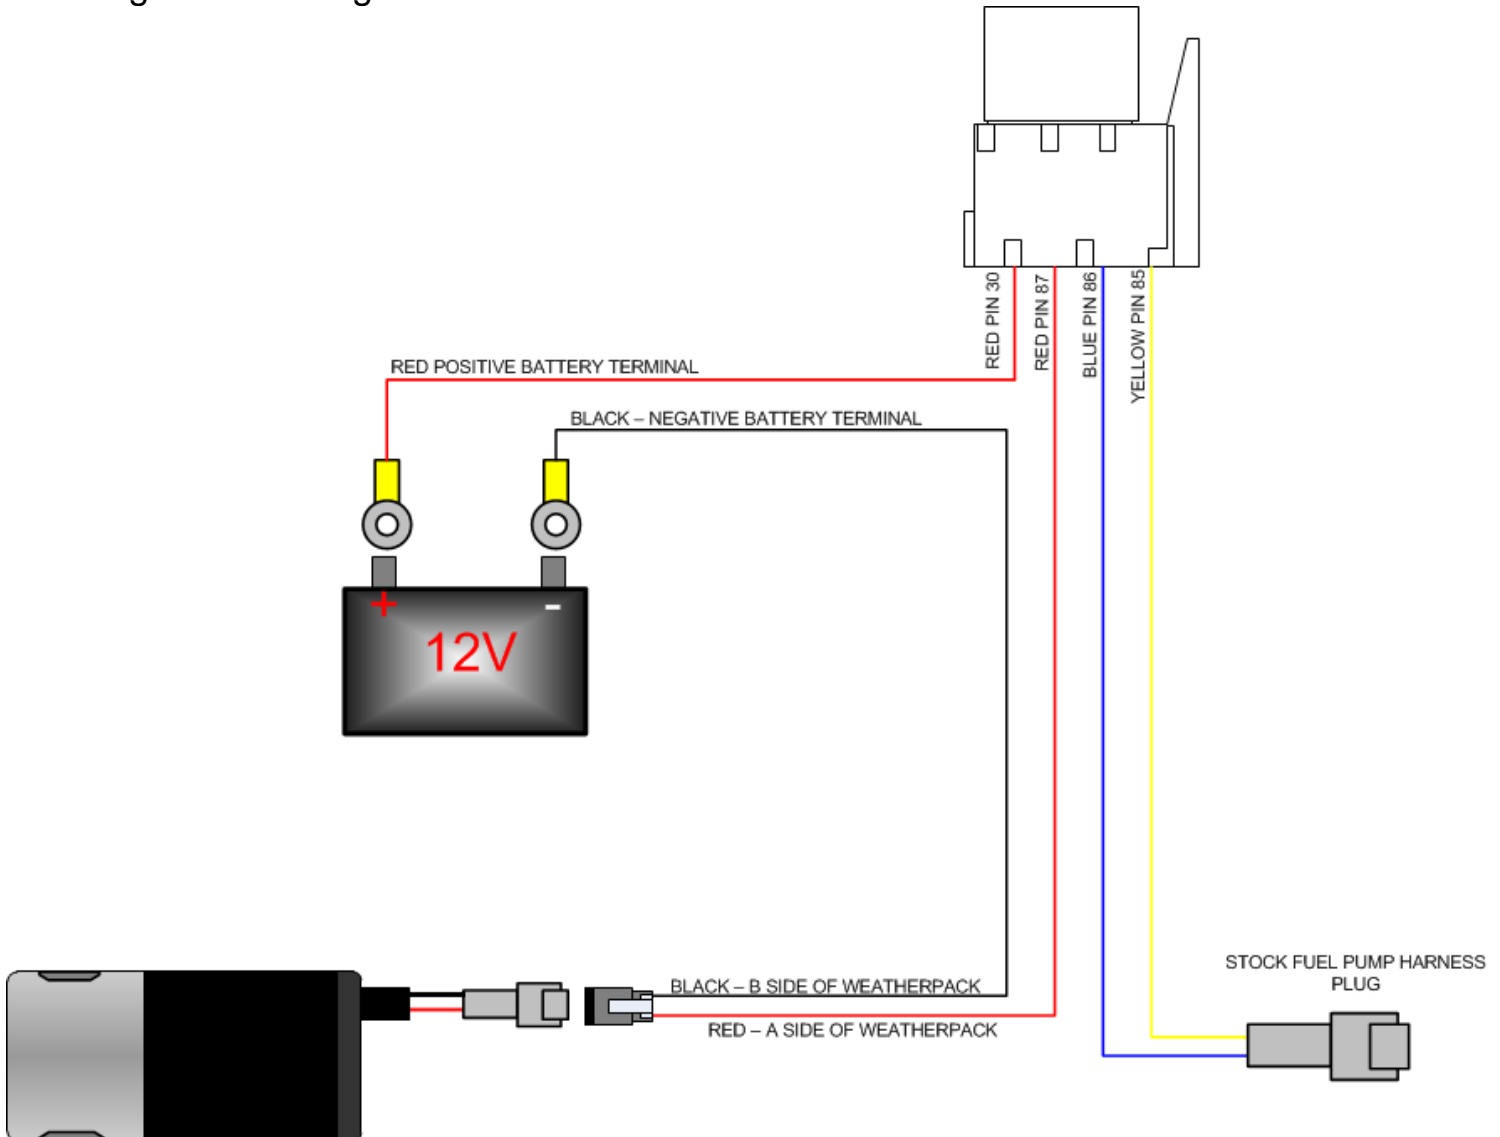 RED PIN 30
RED PIN 87
BLUE PIN 86
YELLOW PIN 85
RED POSITIVE BATTERY TERMINAL
BLACK – NEGATIVE BATTERY TERMINAL
+
-
12V
STOCK FUEL PUMP HARNESS
PLUG
BLACK – B SIDE OF WEATHERPACK
RED – A SIDE OF WEATHERPACK